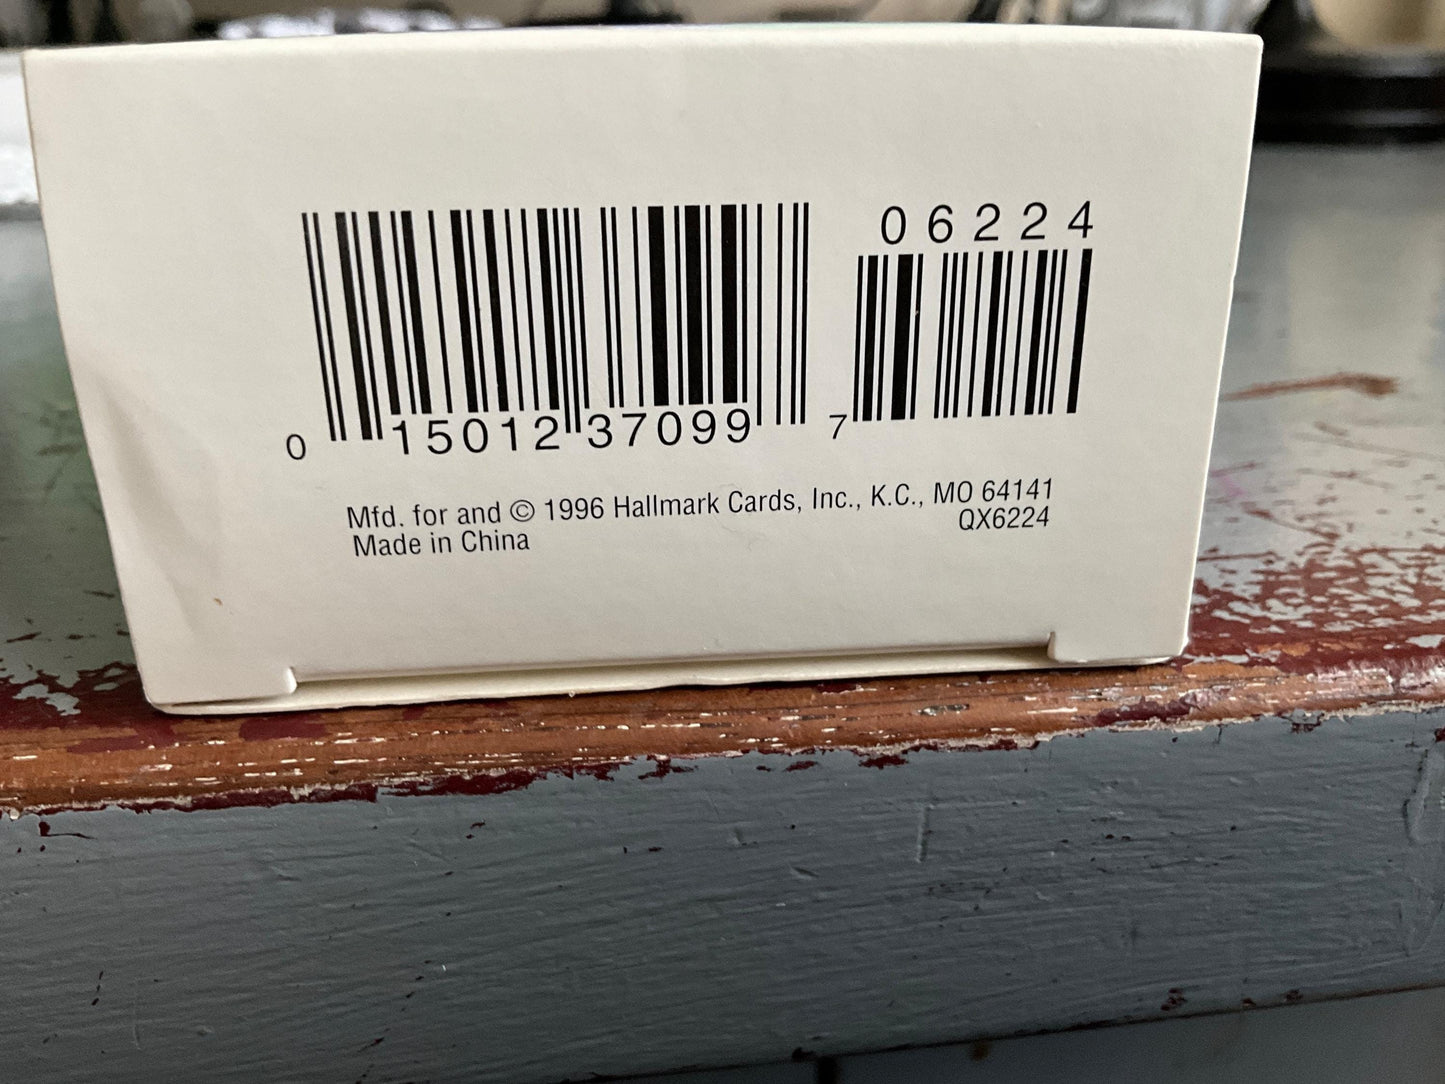 06224
0 15012 37099 7
Mfd. for and © 1996 Hallmark Cards, Inc., K.C., MO 64141
QX6224
Made in China